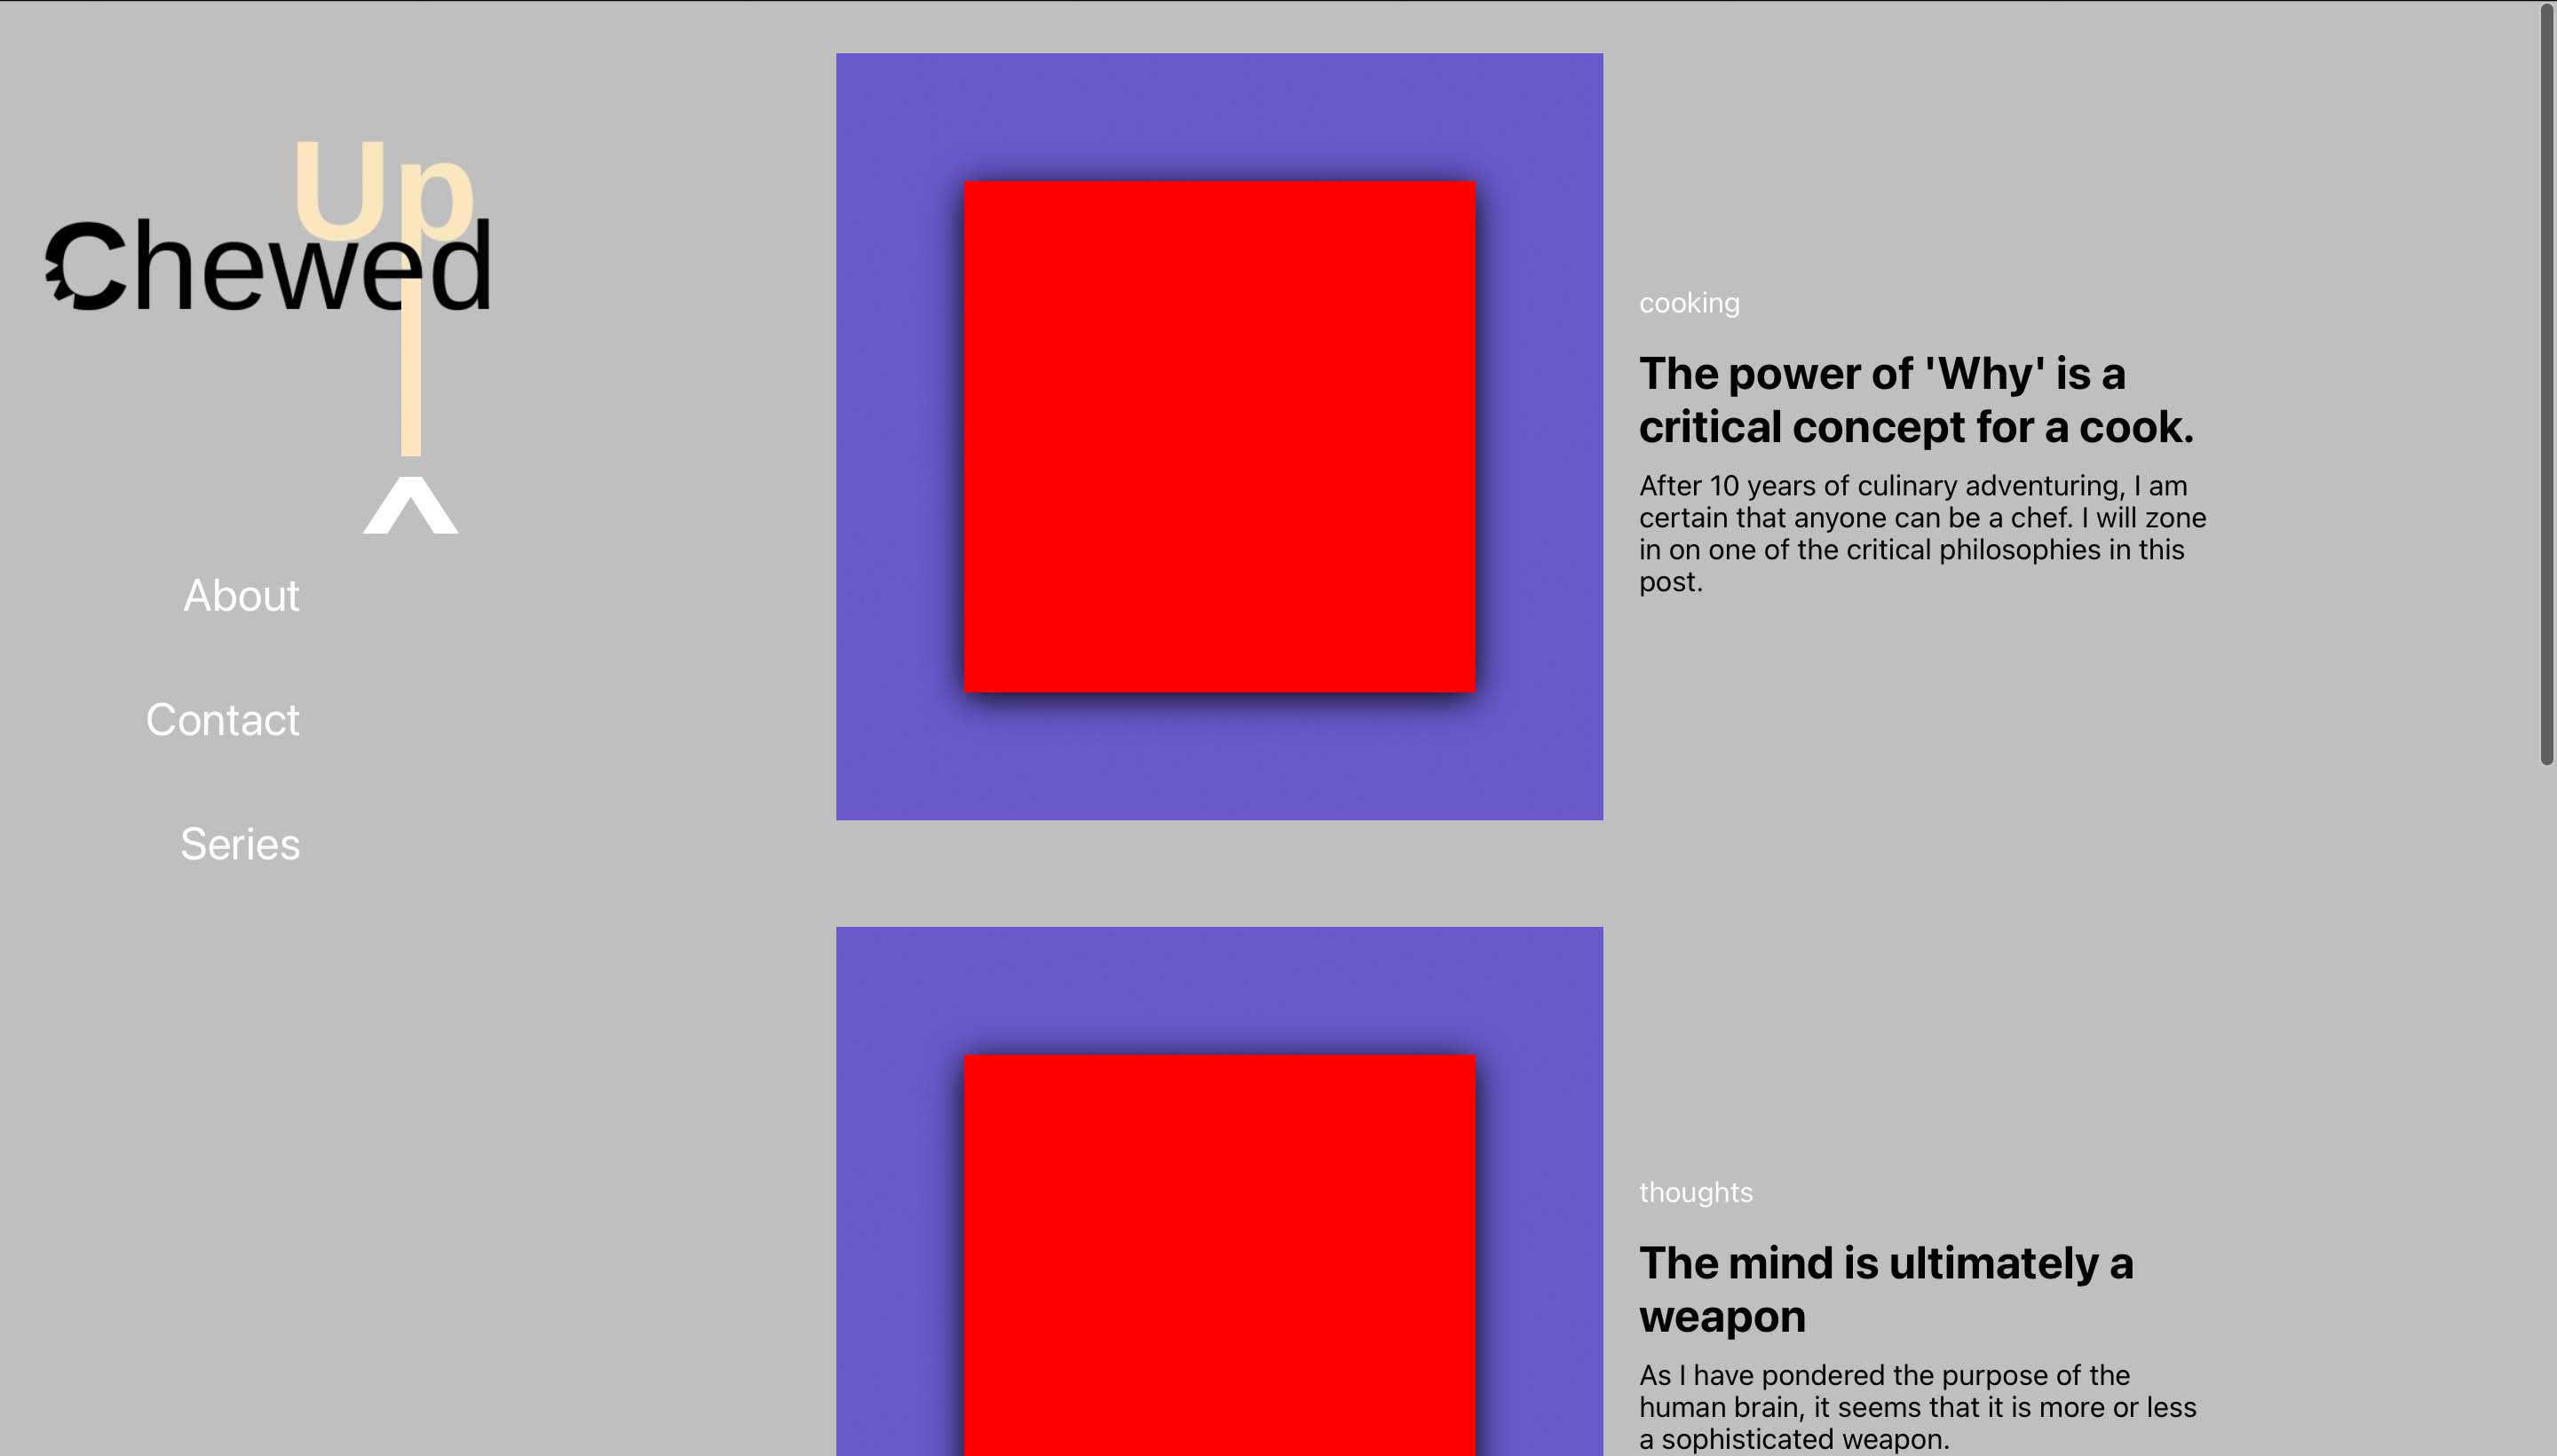 Up
Chewed
About
Contact
Series
cooking
The power of 'Why' is a
critical concept for a cook.
After 10 years of culinary adventuring, I am
certain that anyone can be a chef. I will zone
in on one of the critical philosophies in this
post.
thoughts
The mind is ultimately a
weapon
As I have pondered the purpose of the
human brain, it seems that it is more or less
a sophisticated weapon.